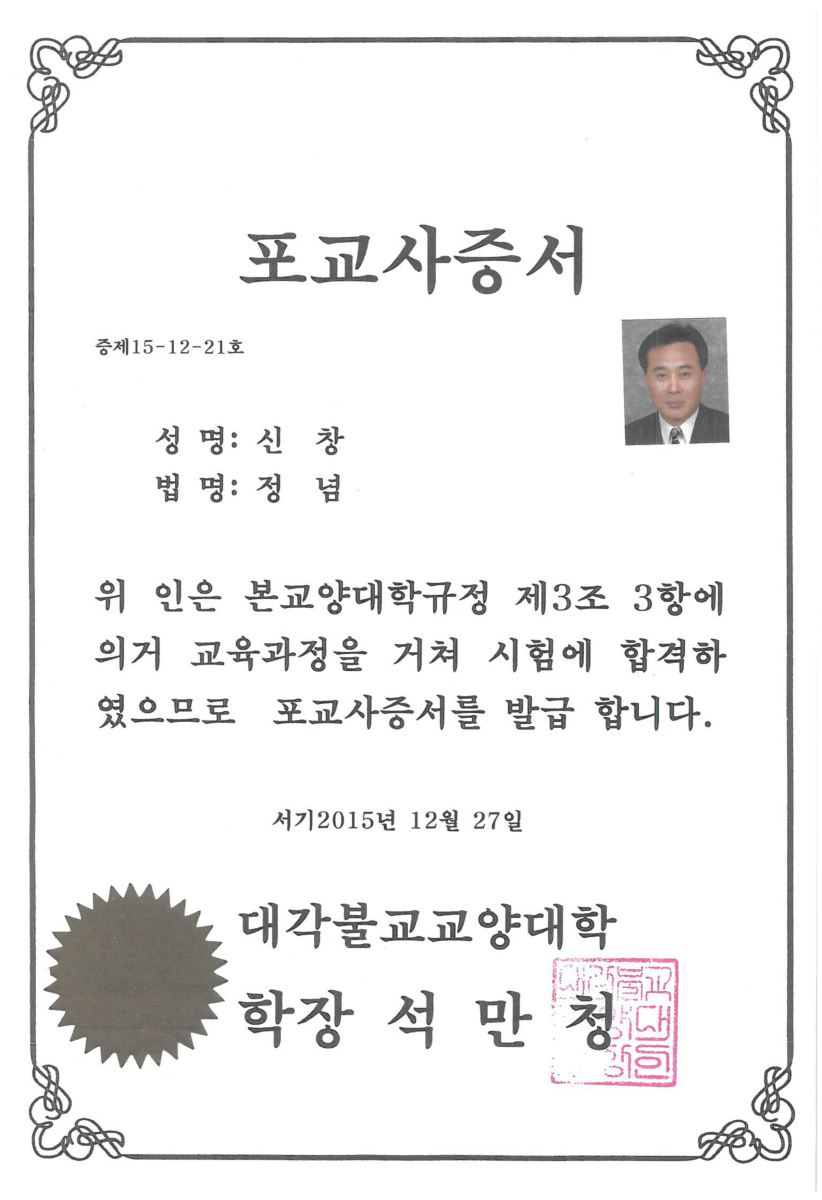 포교사증서
증제15-12-21호
성 명: 신 창
법 명: 정 념
위 인은 본교양대학규정 제3조 3항에
의거 교육과정을 거쳐 시험에 합격하
였으므로 포교사증서를 발급 합니다.
서기2015년 12월 27일
대각불교교양대학
학장 석 만 청